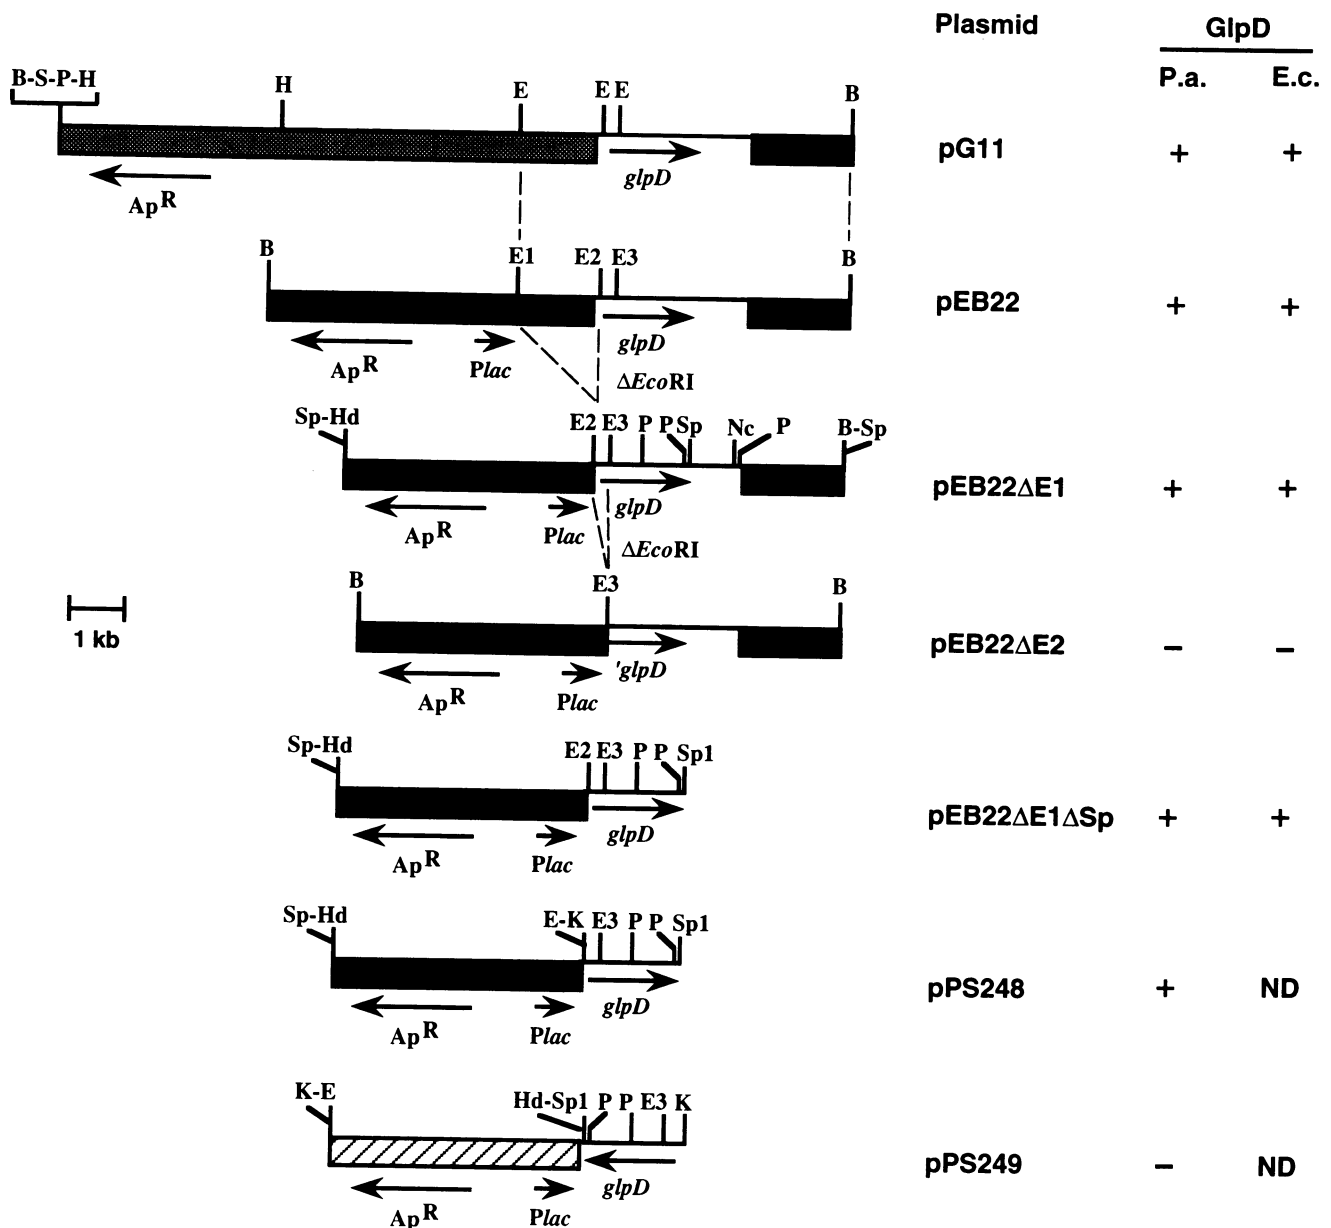 Plasmid GlpD
P.a. E.c.
B-S-P-H H E E E B
pG11 + +
glpD
ApR
B E1 E2 E3 B
pEB22 + +
glpD
ApR Plac
ΔEcoRI
Sp-Hd E2 E3 P P Sp Nc P B-Sp
pEB22ΔE1 + +
glpD
ApR Plac
ΔEcoRI
B E3 B
1 kb
pEB22ΔE2 − −
'glpD
ApR Plac
Sp-Hd E2 E3 P P Sp1
pEB22ΔE1ΔSp + +
glpD
ApR Plac
Sp-Hd E-K E3 P P Sp1
pPS248 + ND
glpD
ApR Plac
K-E Hd-Sp1 P P E3 K
pPS249 − ND
glpD
ApR Plac